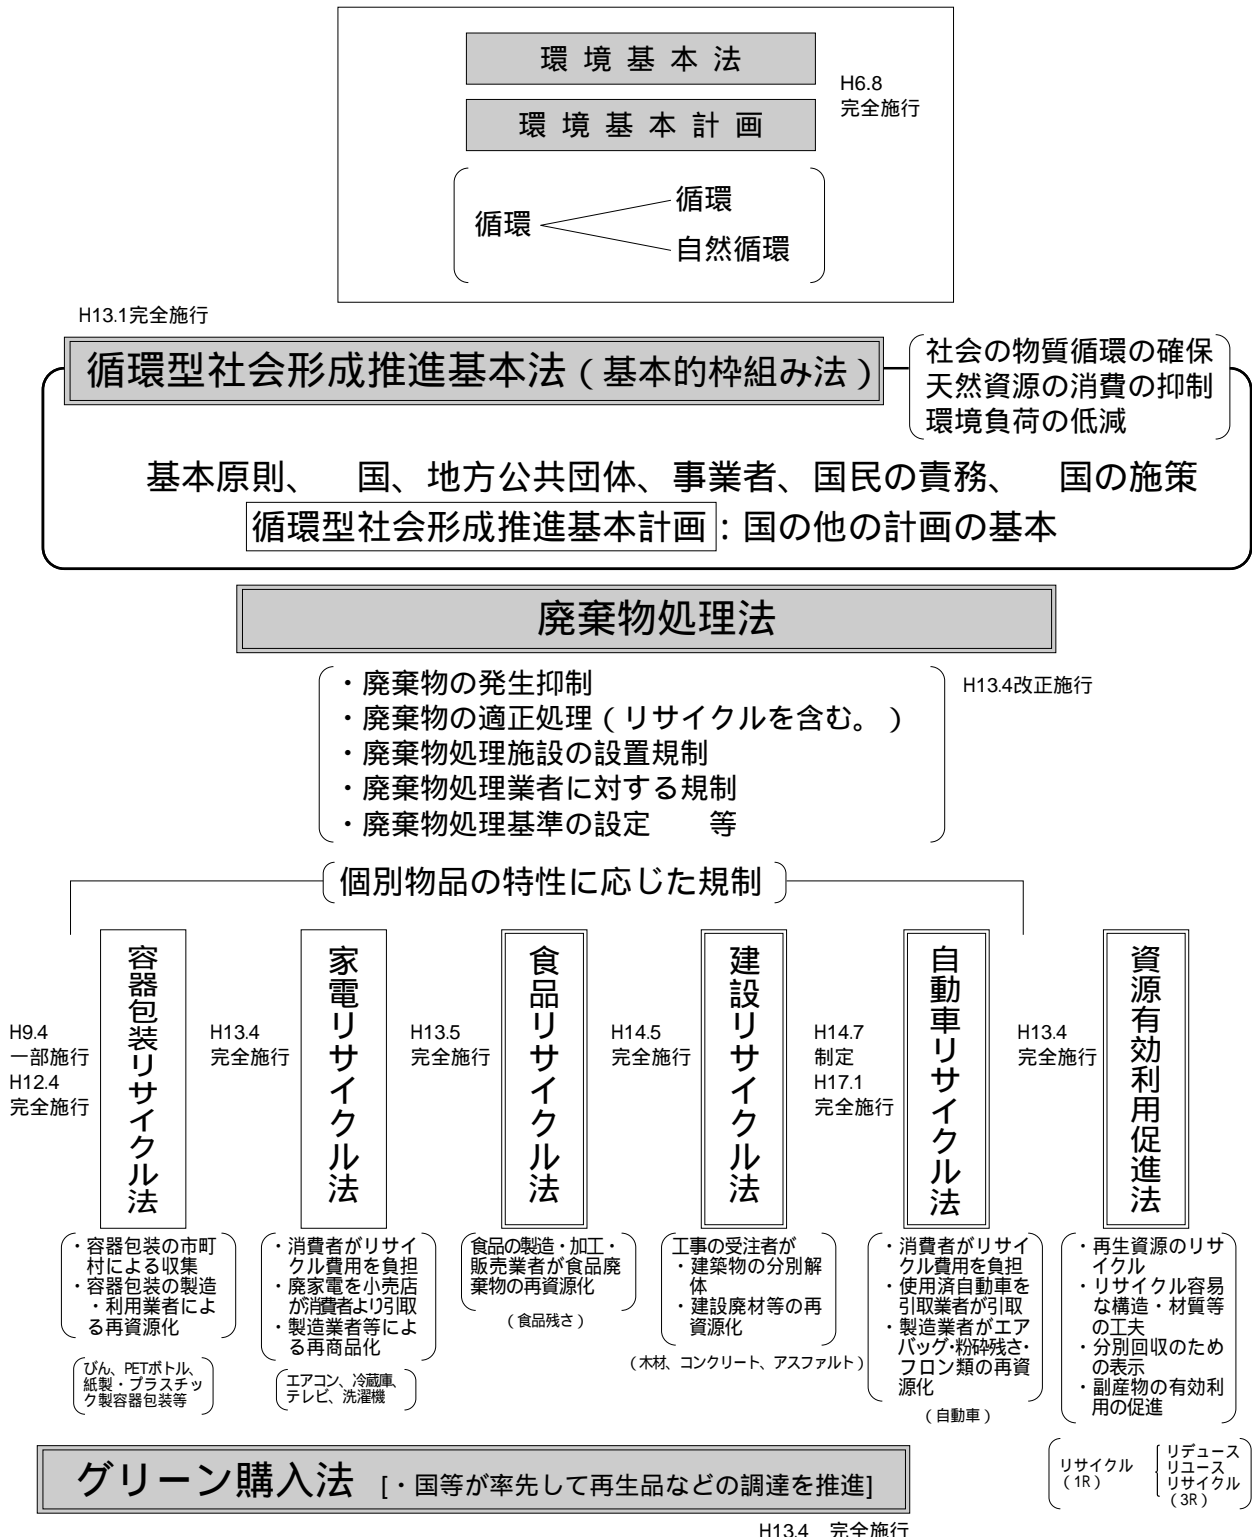 環境基本法
環境基本計画
H6.8
完全施行
循環
循環
自然循環
H13.1完全施行
循環型社会形成推進基本法（基本的枠組み法）
社会の物質循環の確保
天然資源の消費の抑制
環境負荷の低減
基本原則、　国、地方公共団体、事業者、国民の責務、　国の施策
循環型社会形成推進基本計画：国の他の計画の基本
廃棄物処理法
・廃棄物の発生抑制
・廃棄物の適正処理（リサイクルを含む。）
・廃棄物処理施設の設置規制
・廃棄物処理業者に対する規制
・廃棄物処理基準の設定　等
H13.4改正施行
個別物品の特性に応じた規制
H9.4
一部施行
H12.4
完全施行
容器包装リサイクル法
・容器包装の市町
村による収集
・容器包装の製造
・利用業者によ
る再資源化
びん、PETボトル、
紙製・プラスチッ
ク製容器包装等
H13.4
完全施行
家電リサイクル法
・消費者がリサイ
クル費用を負担
・廃家電を小売店
が消費者より引取
・製造業者等によ
る再商品化
エアコン、冷蔵庫、
テレビ、洗濯機
H13.5
完全施行
食品リサイクル法
食品の製造・加工・
販売業者が食品廃
棄物の再資源化
（食品残さ）
H14.5
完全施行
建設リサイクル法
工事の受注者が
・建築物の分別解
体
・建設廃材等の再
資源化
（木材、コンクリート、アスファルト）
H14.7
制定
H17.1
完全施行
自動車リサイクル法
・消費者がリサイ
クル費用を負担
・使用済自動車を
引取業者が引取
・製造業者がエア
バッグ・粉砕残さ・
フロン類の再資
源化
（自動車）
H13.4
完全施行
資源有効利用促進法
・再生資源のリサ
イクル
・リサイクル容易
な構造・材質等
の工夫
・分別回収のため
の表示
・副産物の有効利
用の促進
リサイクル
（1R）
リデュース
リユース
リサイクル
（3R）
グリーン購入法 [・国等が率先して再生品などの調達を推進]
H13.4　完全施行